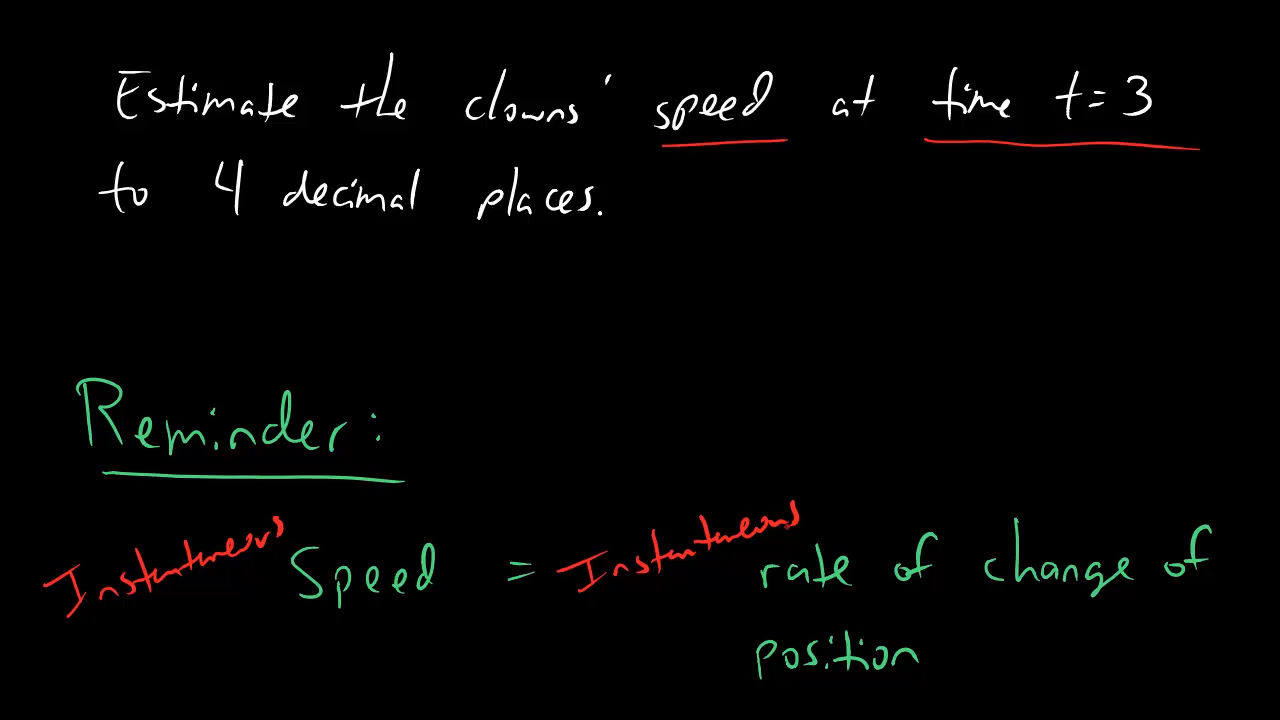 Estimate the clowns' speed at time t=3
to 4 decimal places.
Reminder:
Instantaneous Speed = Instantaneous rate of change of
position